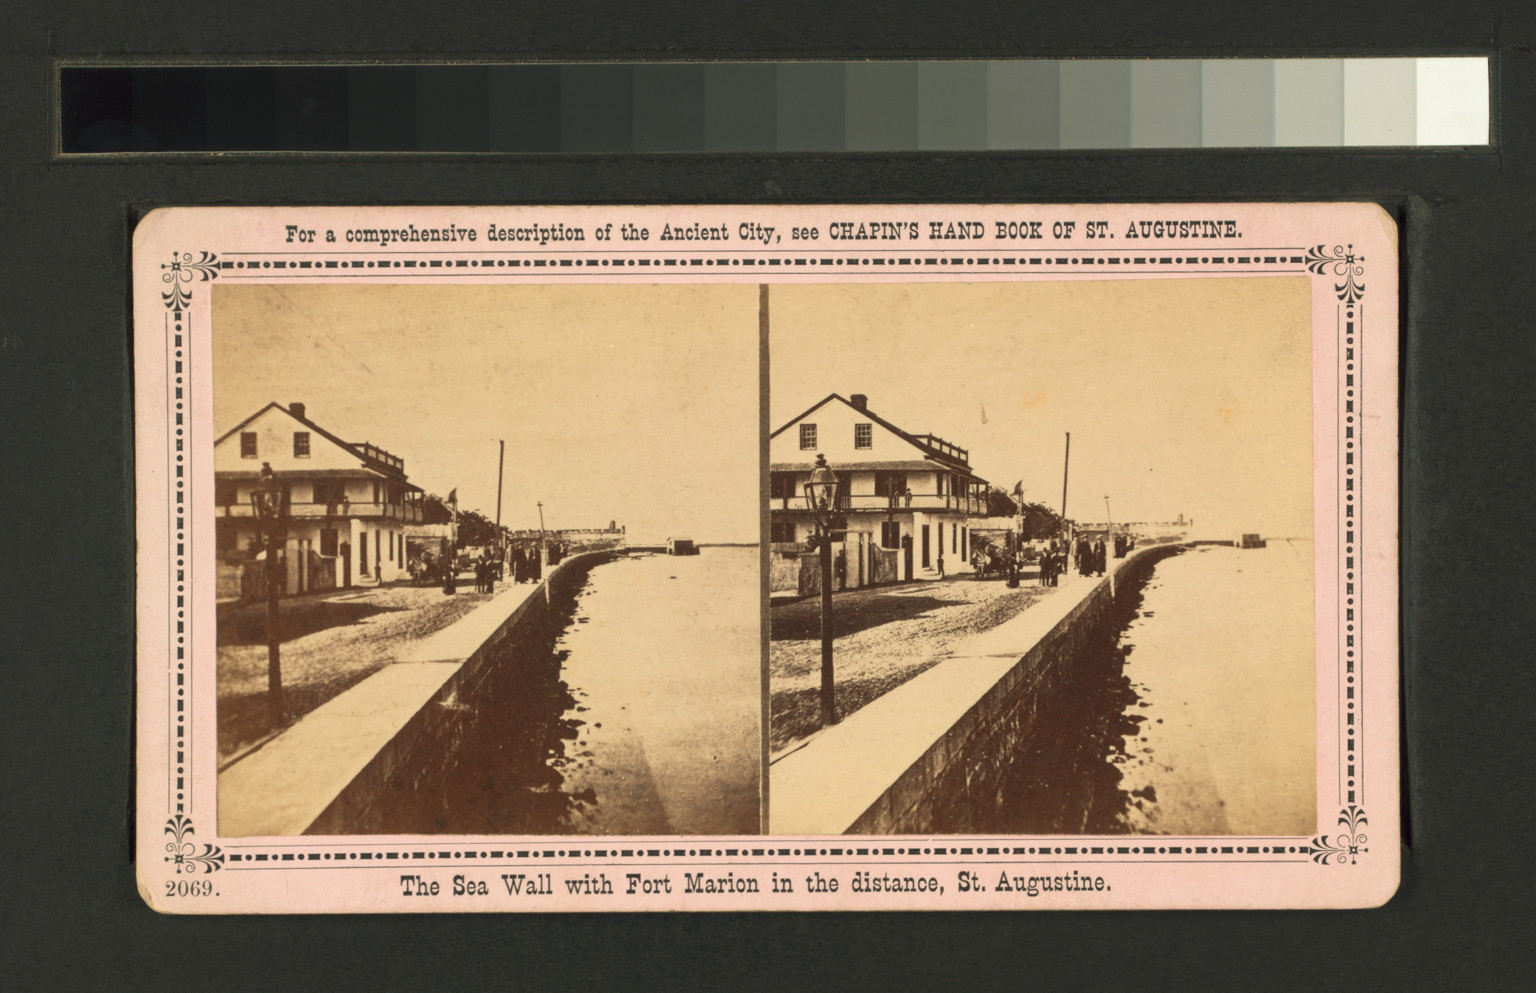 For a comprehensive description of the Ancient City, see CHAPIN'S HAND BOOK OF ST. AUGUSTINE.
2069.
The Sea Wall with Fort Marion in the distance, St. Augustine.